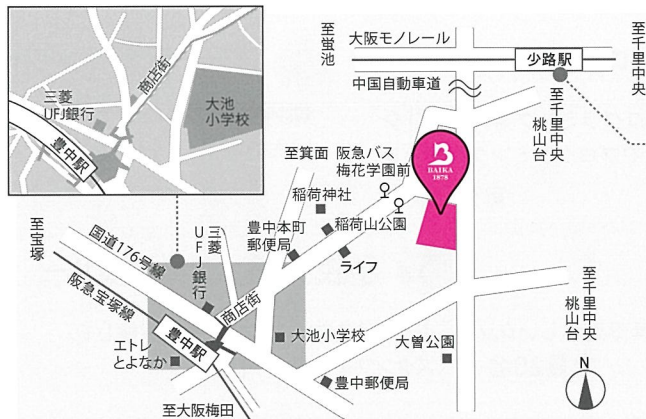 三菱
UFJ銀行
商店街
大池
小学校
豊中駅
至蛍池
大阪モノレール
少路駅
至千里中央
中国自動車道
至千里中央
桃山台
至箕面
阪急バス
梅花学園前
BAIKA
1878
稲荷神社
稲荷山公園
豊中本町
郵便局
ライフ
至宝塚
国道176号線
三菱
UFJ銀行
阪急宝塚線
商店街
豊中駅
エトレ
とよなか
大池小学校
大曽公園
至千里中央
桃山台
豊中郵便局
至大阪梅田
N